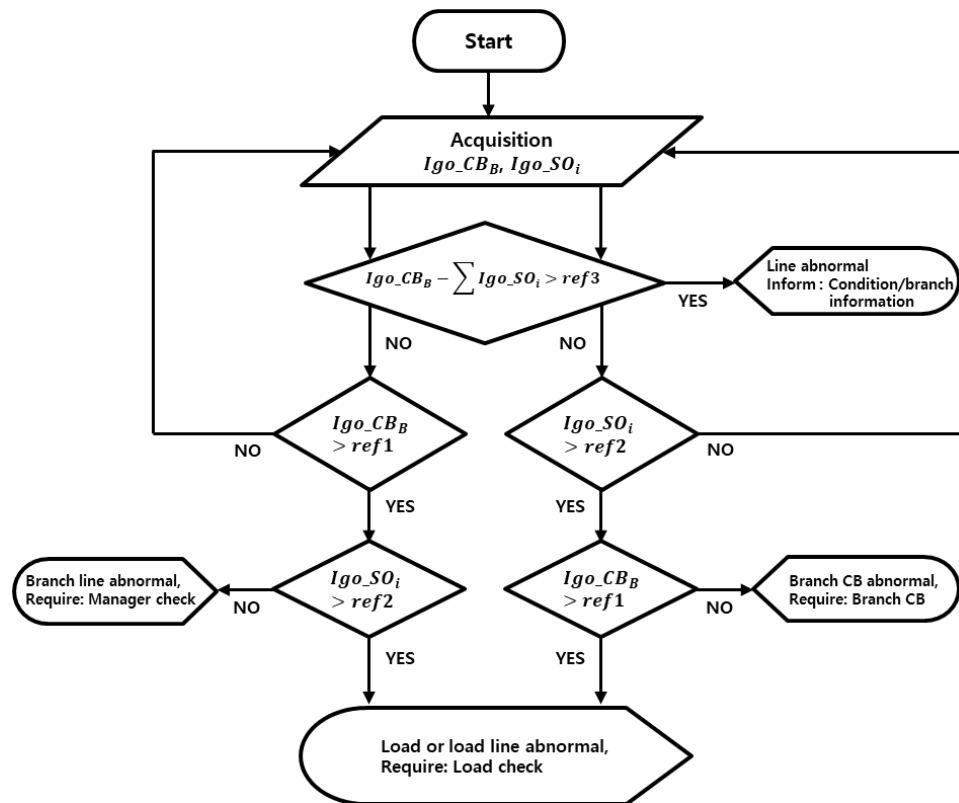 Start
Acquisition
Igo_CB_B, Igo_SO_i
Igo_CB_B − ∑ Igo_SO_i > ref3
YES
Line abnormal
Inform : Condition/branch
information
NO
NO
Igo_CB_B
> ref1
NO
Igo_SO_i
> ref2
NO
YES
YES
Branch line abnormal,
Require: Manager check
NO
Igo_SO_i
> ref2
Igo_CB_B
> ref1
NO
Branch CB abnormal,
Require: Branch CB
YES
YES
Load or load line abnormal,
Require: Load check